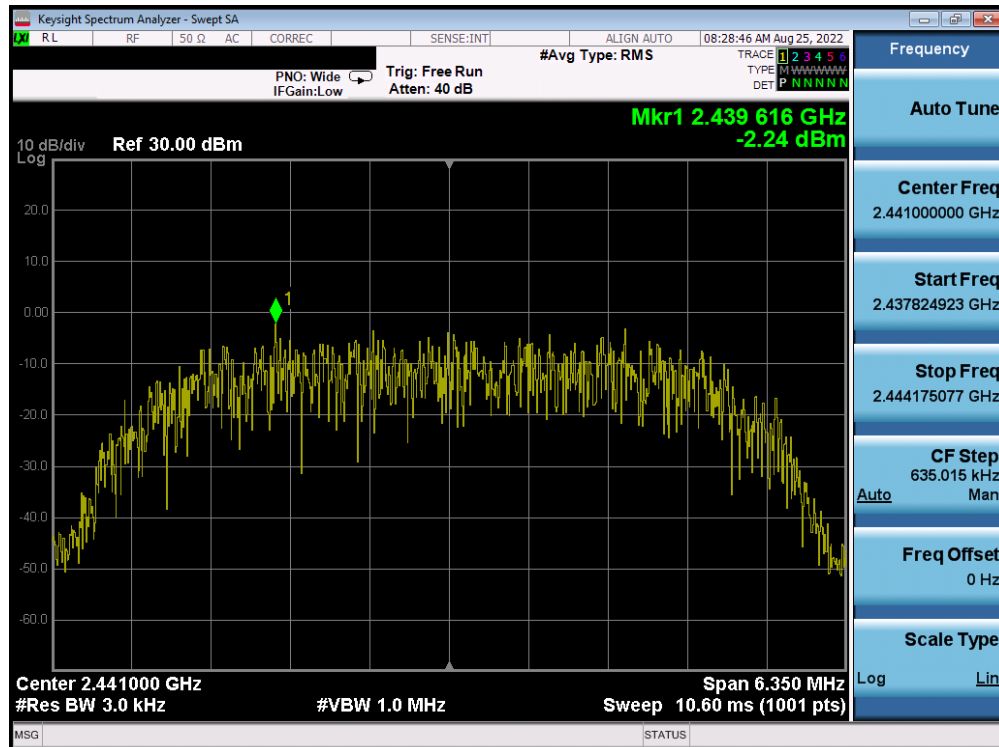 Keysight Spectrum Analyzer - Swept SA
LXI RL RF 50 Ω AC CORREC SENSE:INT ALIGN AUTO 08:28:46 AM Aug 25, 2022
PNO: Wide
IFGain:Low
Trig: Free Run
Atten: 40 dB
#Avg Type: RMS
TRACE 1 2 3 4 5 6
TYPE M WWWWW
DET P N N N N N
Mkr1 2.439 616 GHz
-2.24 dBm
10 dB/div Ref 30.00 dBm
Log
20.0
10.0
0.00
-10.0
-20.0
-30.0
-40.0
-50.0
-60.0
1
Center 2.441000 GHz Span 6.350 MHz
#Res BW 3.0 kHz #VBW 1.0 MHz Sweep 10.60 ms (1001 pts)
MSG STATUS
Frequency
Auto Tune
Center Freq
2.441000000 GHz
Start Freq
2.437824923 GHz
Stop Freq
2.444175077 GHz
CF Step
635.015 kHz
Auto Man
Freq Offset
0 Hz
Scale Type
Log Lin